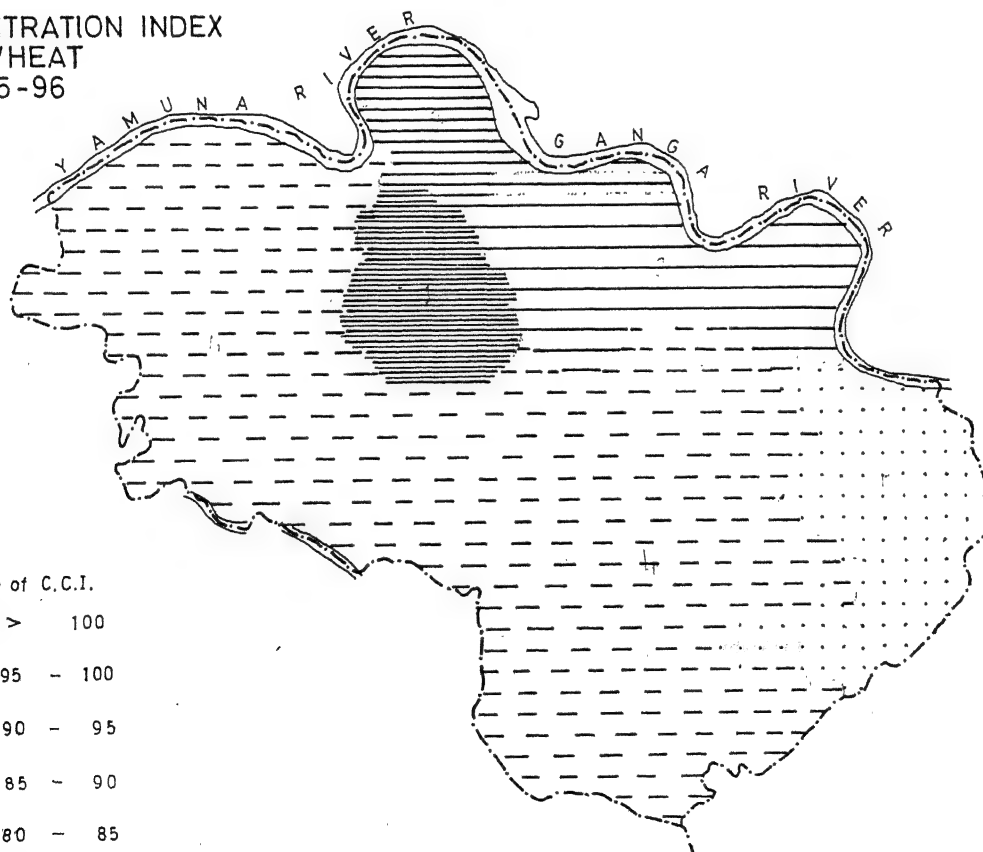 TRATION INDEX
HEAT
5-96
YAMUNA RIVER
GANGA RIVER
of C.C.I.
> 100
95 - 100
90 - 95
85 - 90
80 - 85
4